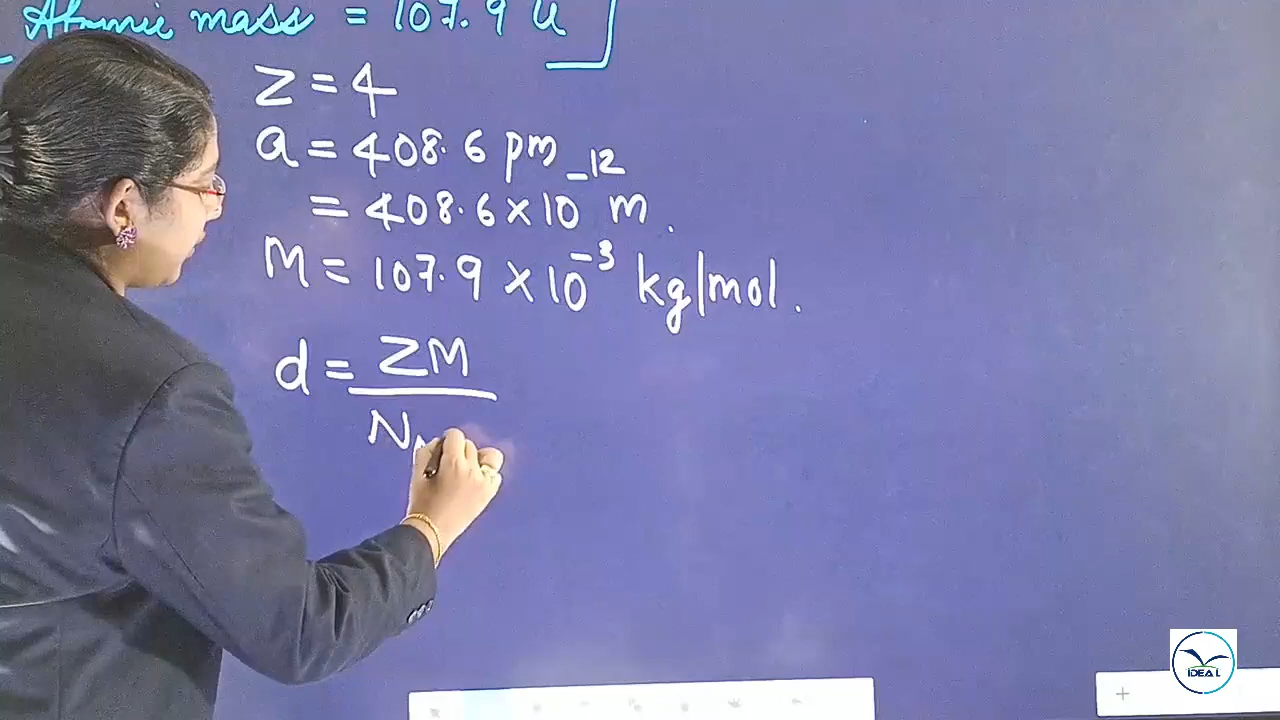 Atomic mass = 107.9 u]
Z = 4
a = 408.6 pm
= 408.6 × 10⁻¹² m.
M = 107.9 × 10⁻³ kg/mol.
d = ZM
N
IDEAL